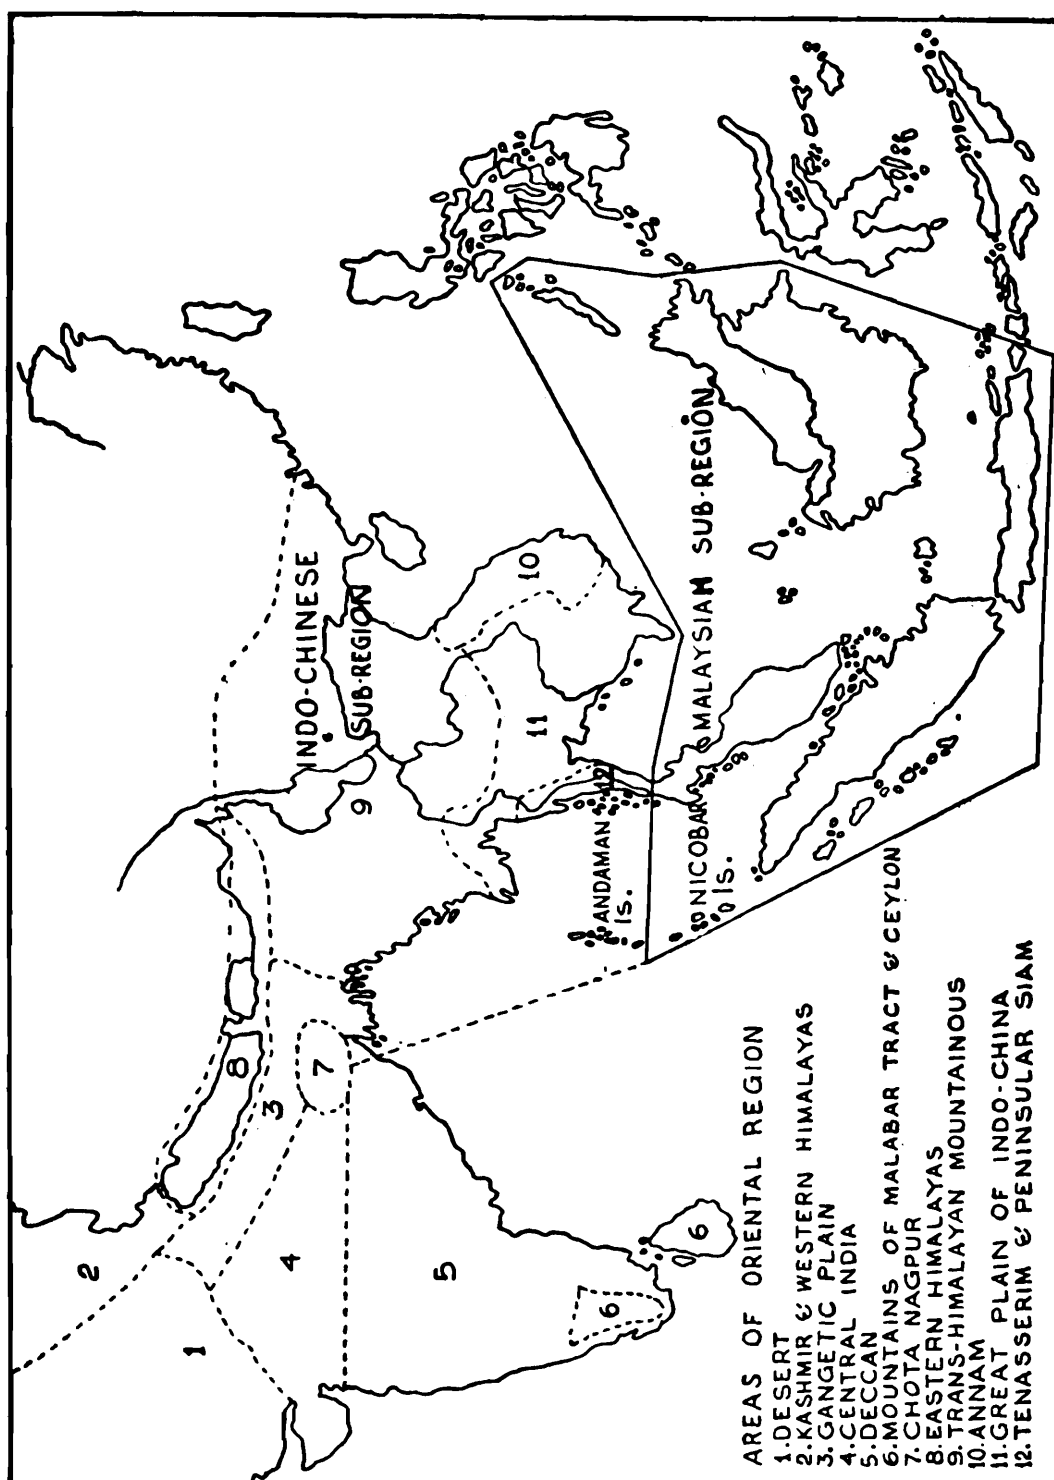 INDO-CHINESE
SUB-REGION
MALAYSIAN SUB-REGION
ANDAMAN
Is.
NICOBAR
Is.
1
2
3
4
5
6
6
7
8
9
10
11
12
AREAS OF ORIENTAL REGION
1.DESERT
2.KASHMIR & WESTERN HIMALAYAS
3.GANGETIC PLAIN
4.CENTRAL INDIA
5.DECCAN
6.MOUNTAINS OF MALABAR TRACT & CEYLON
7.CHOTA NAGPUR
8.EASTERN HIMALAYAS
9.TRANS-HIMALAYAN MOUNTAINOUS
10.ANNAM
11.GREAT PLAIN OF INDO-CHINA
12.TENASSERIM & PENINSULAR SIAM